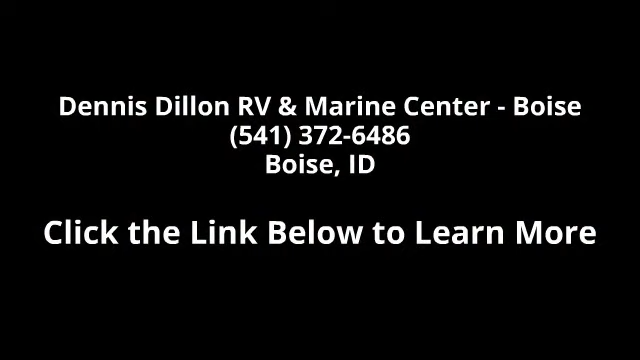 Dennis Dillon RV & Marine Center - Boise
(541) 372-6486
Boise, ID
Click the Link Below to Learn More